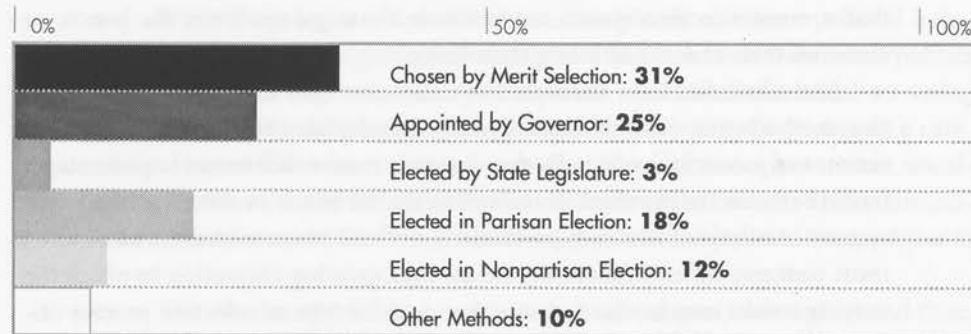 0% 50% 100%
Chosen by Merit Selection: 31%
Appointed by Governor: 25%
Elected by State Legislature: 3%
Elected in Partisan Election: 18%
Elected in Nonpartisan Election: 12%
Other Methods: 10%